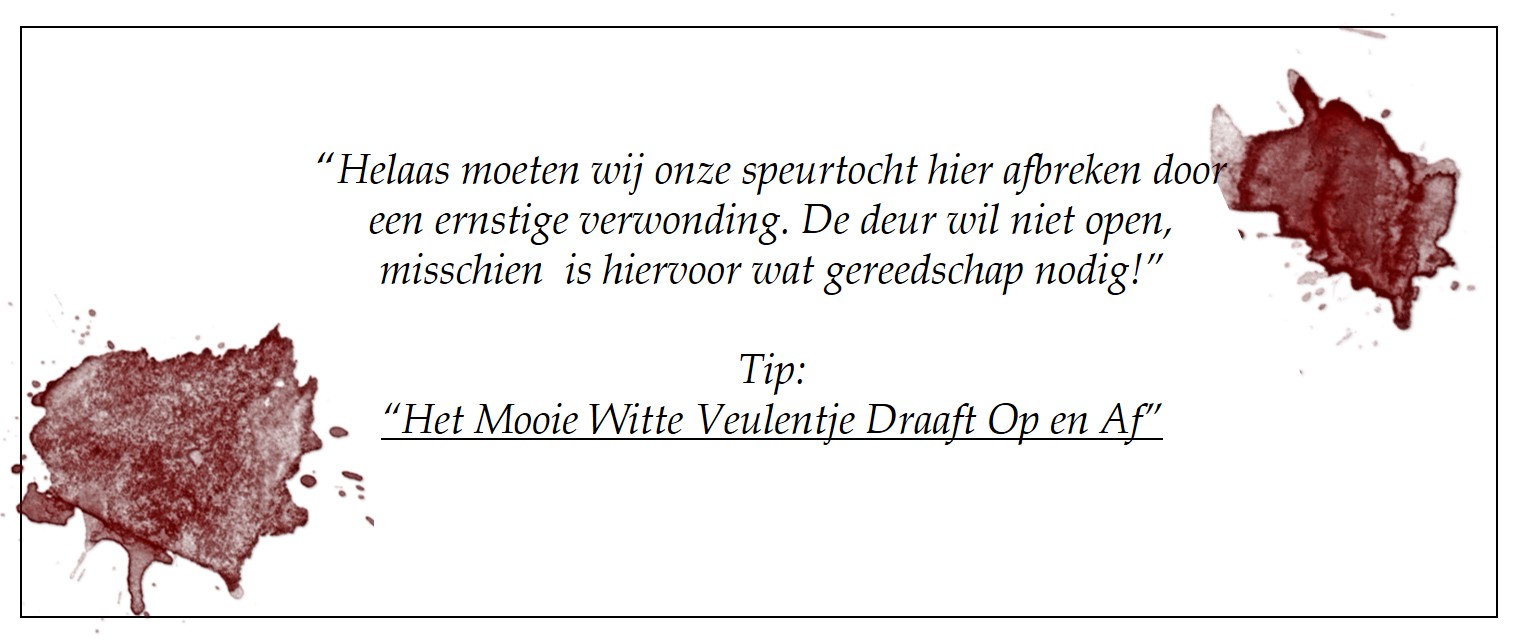 “Helaas moeten wij onze speurtocht hier afbreken door
een ernstige verwonding. De deur wil niet open,
misschien  is hiervoor wat gereedschap nodig!”
Tip:
“Het Mooie Witte Veulentje Draaft Op en Af”